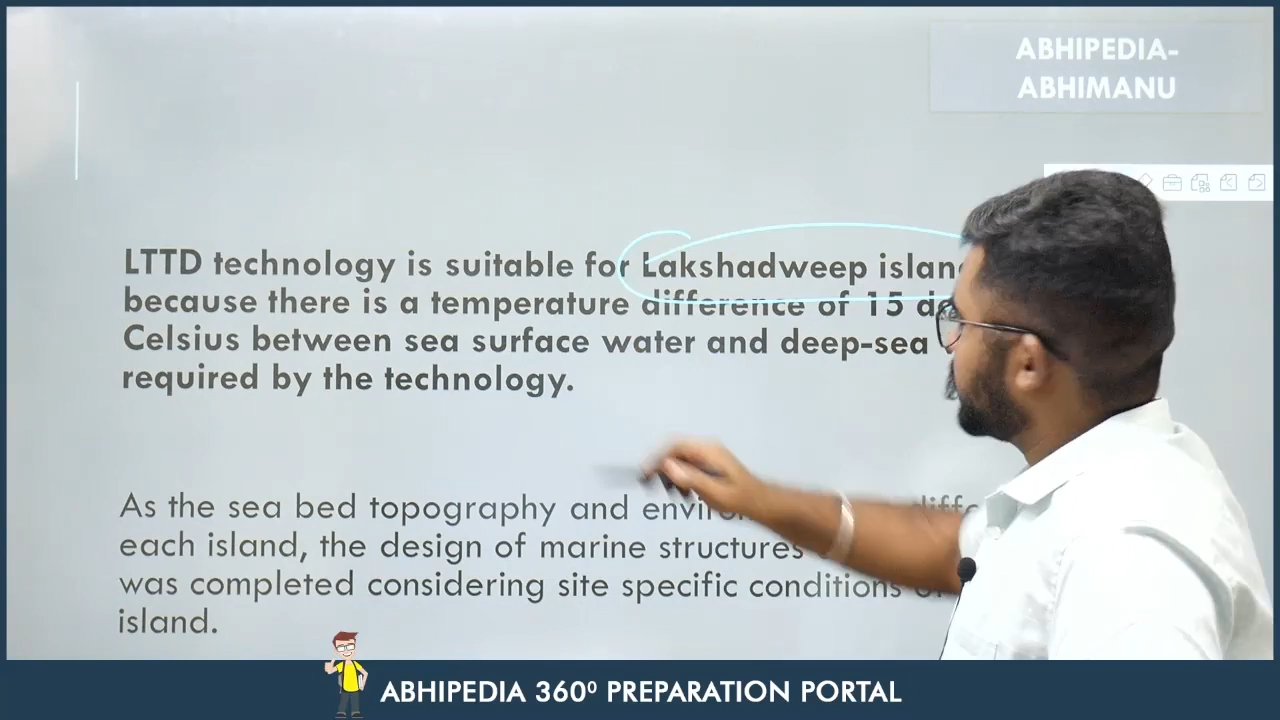 ABHIPEDIA-
ABHIMANU
LTTD technology is suitable for Lakshadweep
because there is a temperature difference of 15
Celsius between sea surface water and deep-sea
required by the technology.
As the sea bed topography and
each island, the design of marine structures
was completed considering site specific conditions
island.
ABHIPEDIA 360⁰ PREPARATION PORTAL